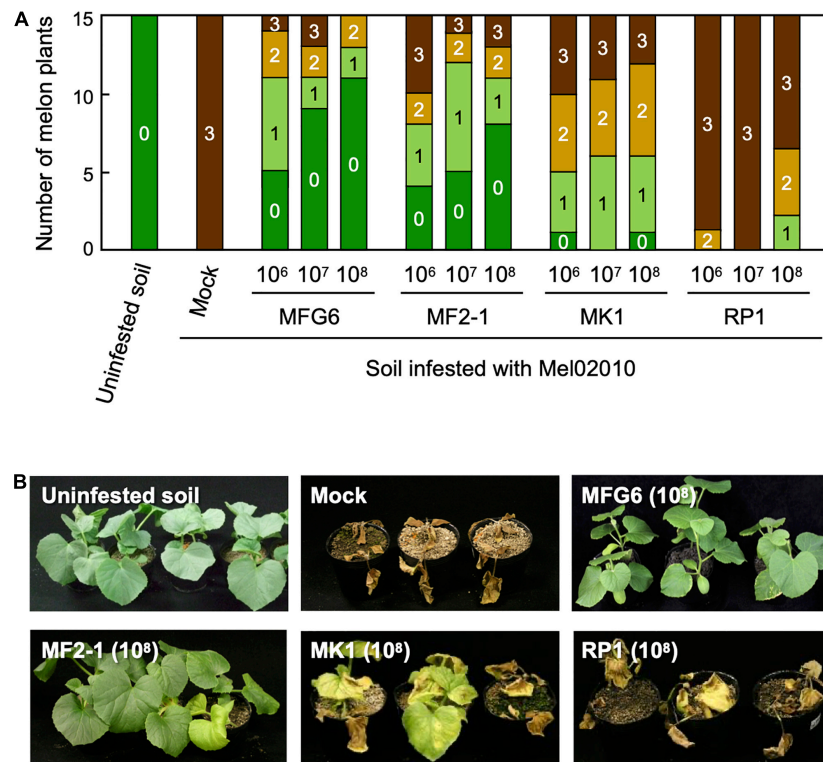 A
Number of melon plants
15
10
5
0
0
3
3
2
1
0
3
2
1
0
2
1
0
3
2
1
0
3
2
1
0
3
2
1
0
3
2
1
0
3
2
1
3
2
1
0
3
2
3
3
2
1
Uninfested soil
Mock
10⁶ 10⁷ 10⁸
10⁶ 10⁷ 10⁸
10⁶ 10⁷ 10⁸
10⁶ 10⁷ 10⁸
MFG6
MF2-1
MK1
RP1
Soil infested with Mel02010
B
Uninfested soil
Mock
MFG6 (10⁸)
MF2-1 (10⁸)
MK1 (10⁸)
RP1 (10⁸)